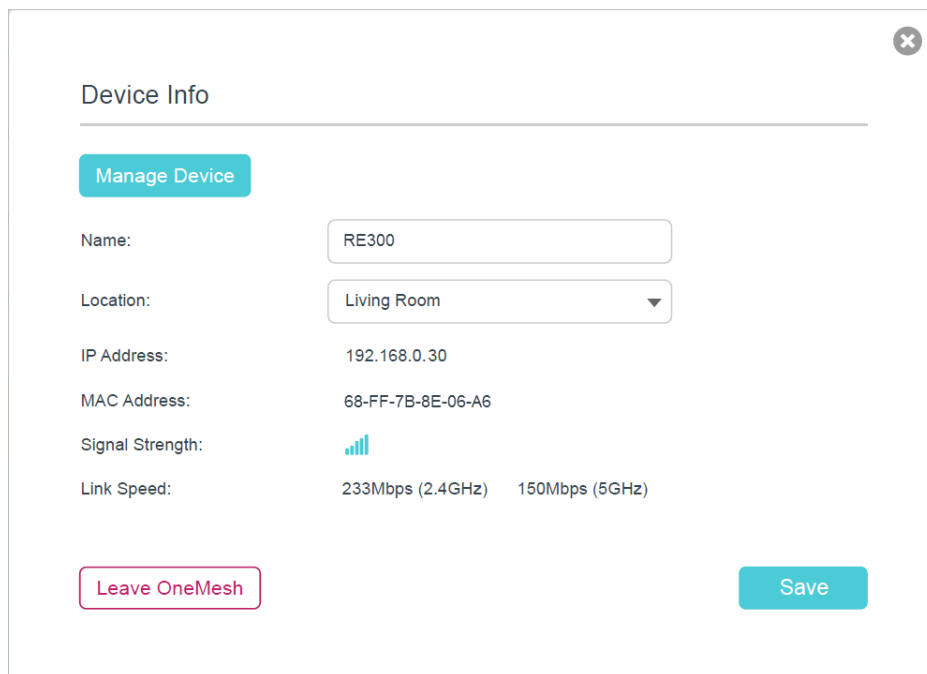 Device Info
Manage Device
Name: RE300
Location: Living Room
IP Address: 192.168.0.30
MAC Address: 68-FF-7B-8E-06-A6
Signal Strength:
Link Speed: 233Mbps (2.4GHz) 150Mbps (5GHz)
Leave OneMesh Save